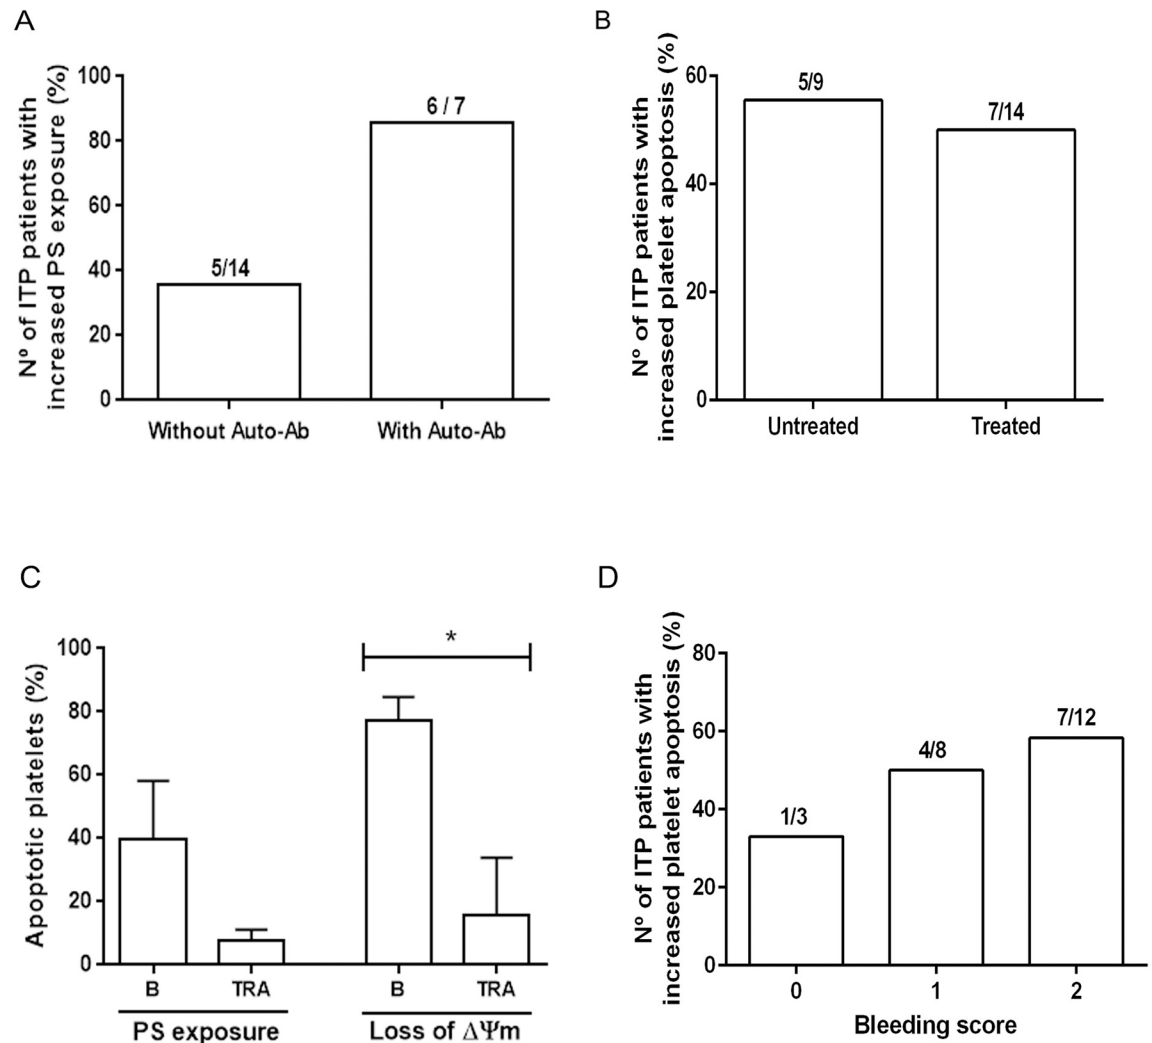 A
Nº of ITP patients with
increased PS exposure (%)
100
80
60
40
20
0
5/14
6 / 7
Without Auto-Ab
With Auto-Ab
B
Nº of ITP patients with
increased platelet apoptosis (%)
60
40
20
0
5/9
7/14
Untreated
Treated
C
Apoptotic platelets (%)
100
80
60
40
20
0
*
B
TRA
B
TRA
PS exposure
Loss of ΔΨm
D
Nº of ITP patients with
increased platelet apoptosis (%)
80
60
40
20
0
1/3
4/8
7/12
0
1
2
Bleeding score